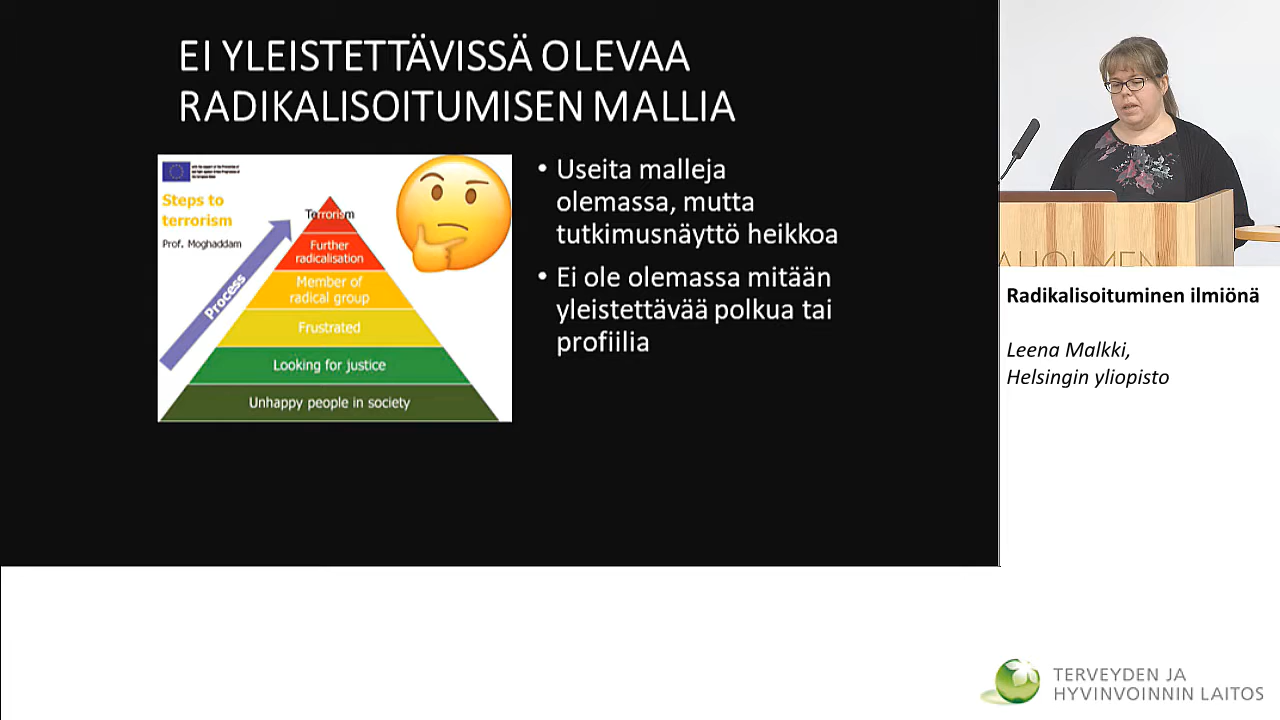 EI YLEISTETTÄVISSÄ OLEVAA
RADIKALISOITUMISEN MALLIA
Steps to
terrorism
Prof. Moghaddam
Process
Terrorism
Further
radicalisation
Member of
radical group
Frustrated
Looking for justice
Unhappy people in society
• Useita malleja
olemassa, mutta
tutkimusnäyttö heikkoa
• Ei ole olemassa mitään
yleistettävää polkua tai
profiilia
AHOLMEN
Radikalisoituminen ilmiönä
Leena Malkki,
Helsingin yliopisto
TERVEYDEN JA
HYVINVOINNIN LAITOS